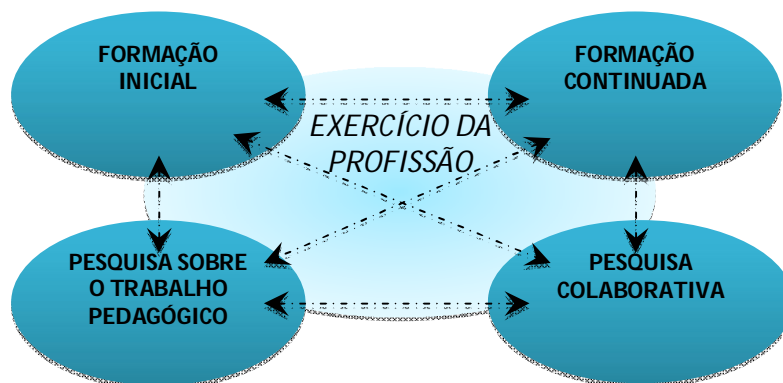 FORMAÇÃO
INICIAL
FORMAÇÃO
CONTINUADA
EXERCÍCIO DA
PROFISSÃO
PESQUISA SOBRE
O TRABALHO
PEDAGÓGICO
PESQUISA
COLABORATIVA